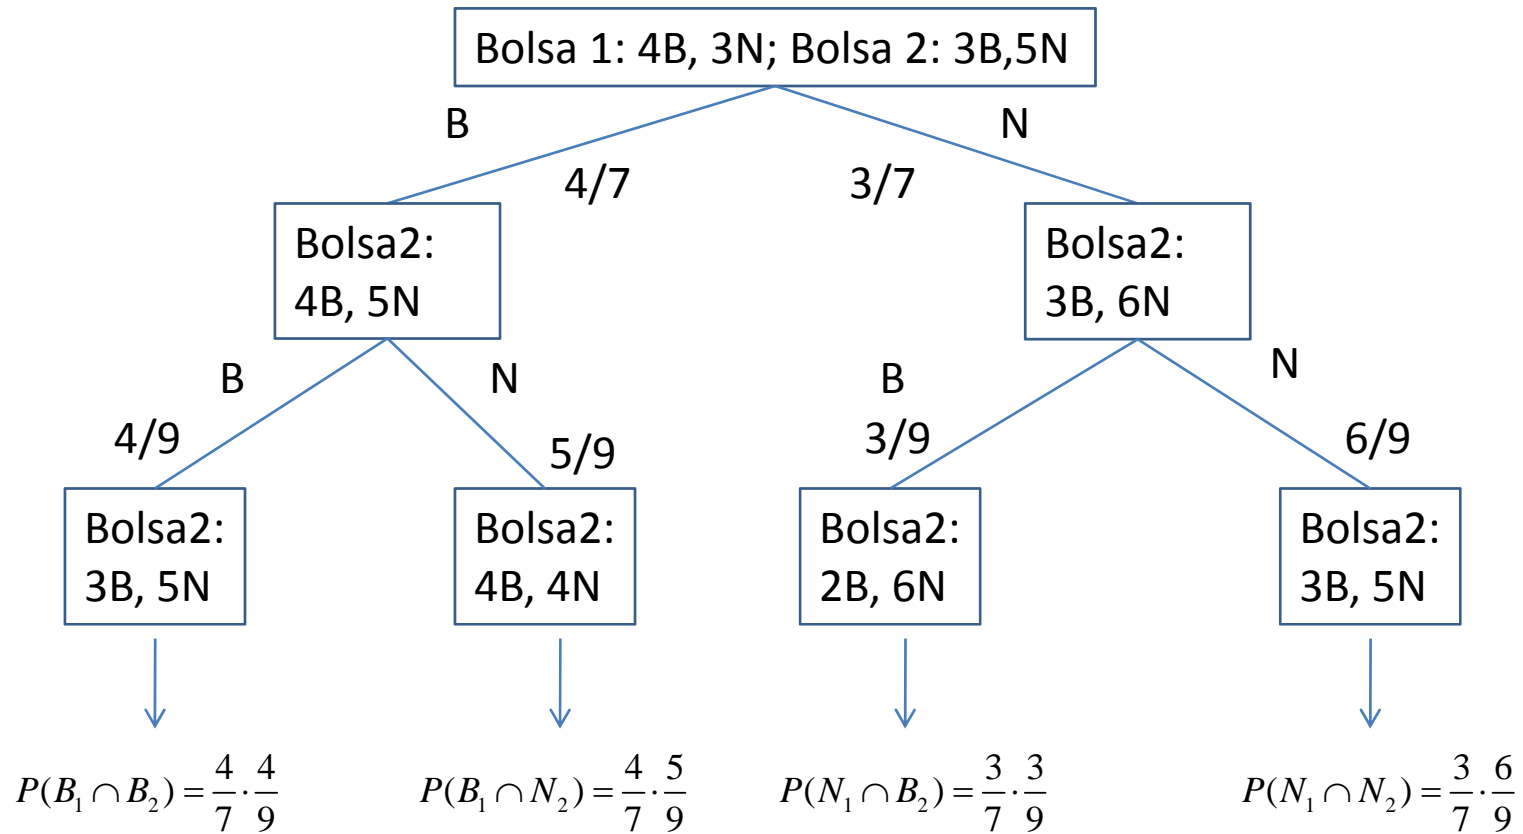 Bolsa 1: 4B, 3N; Bolsa 2: 3B,5N
B
N
4/7
3/7
Bolsa2:
4B, 5N
Bolsa2:
3B, 6N
B
N
B
N
4/9
5/9
3/9
6/9
Bolsa2:
3B, 5N
Bolsa2:
4B, 4N
Bolsa2:
2B, 6N
Bolsa2:
3B, 5N
P(B₁ ∩ B₂) = 4/7 · 4/9
P(B₁ ∩ N₂) = 4/7 · 5/9
P(N₁ ∩ B₂) = 3/7 · 3/9
P(N₁ ∩ N₂) = 3/7 · 6/9